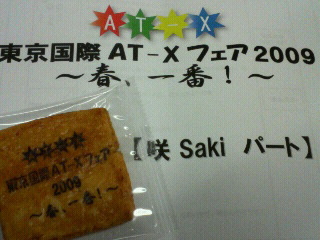 AT-X
東京国際 AT-X フェア 2009
～春、一番！～
【咲 Saki パート】
☆☆☆☆
東京国際AT-Xフェア
2009
～春、一番！～